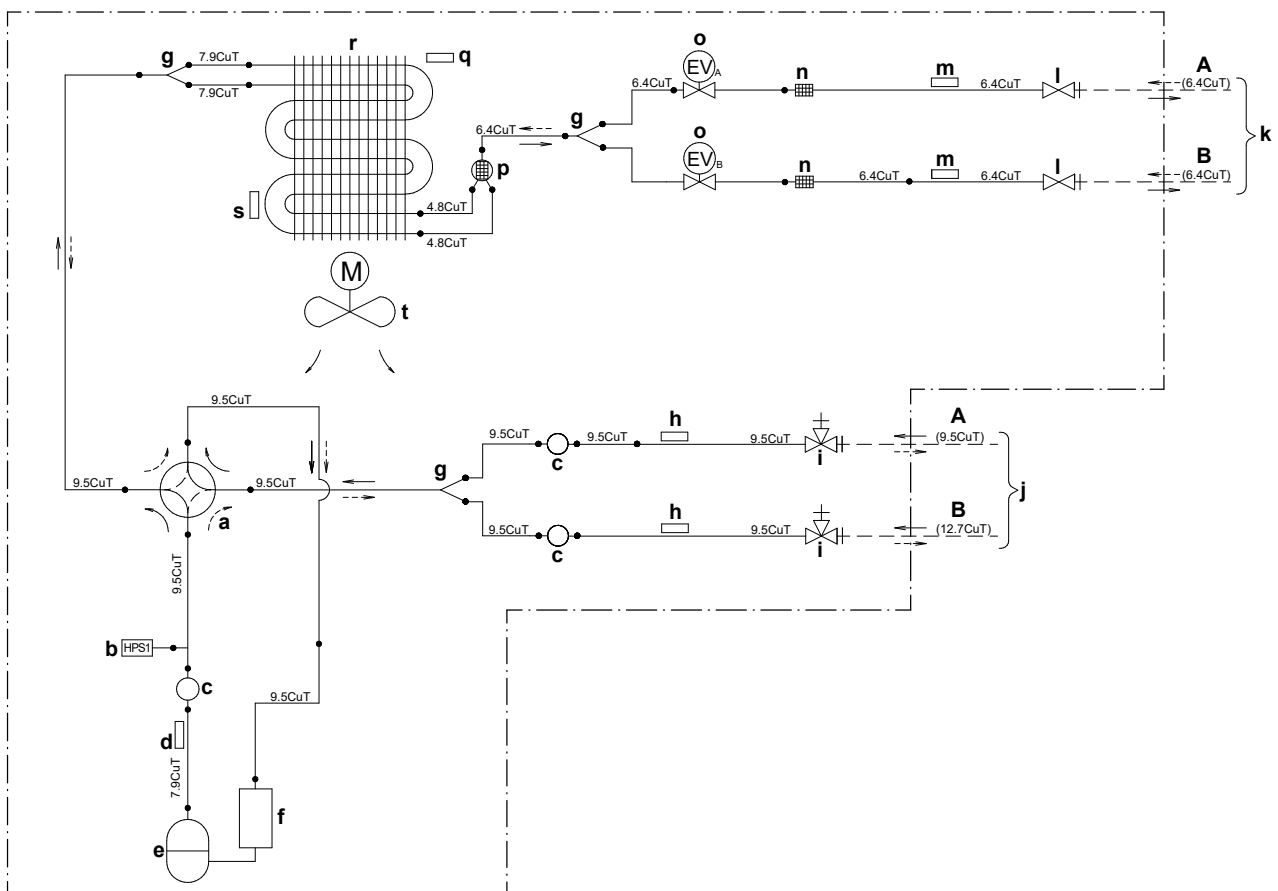 r
q
g
7.9CuT
7.9CuT
o
EVA
n
m
l
A
6.4CuT
6.4CuT
(6.4CuT)
g
6.4CuT
k
o
EVB
n
m
l
B
6.4CuT
6.4CuT
(6.4CuT)
p
s
4.8CuT
4.8CuT
M
t
9.5CuT
A
h
9.5CuT
9.5CuT
9.5CuT
(9.5CuT)
c
i
g
9.5CuT
9.5CuT
a
j
B
h
9.5CuT
9.5CuT
(12.7CuT)
c
i
9.5CuT
b
HPS1
c
9.5CuT
d
7.9CuT
f
e